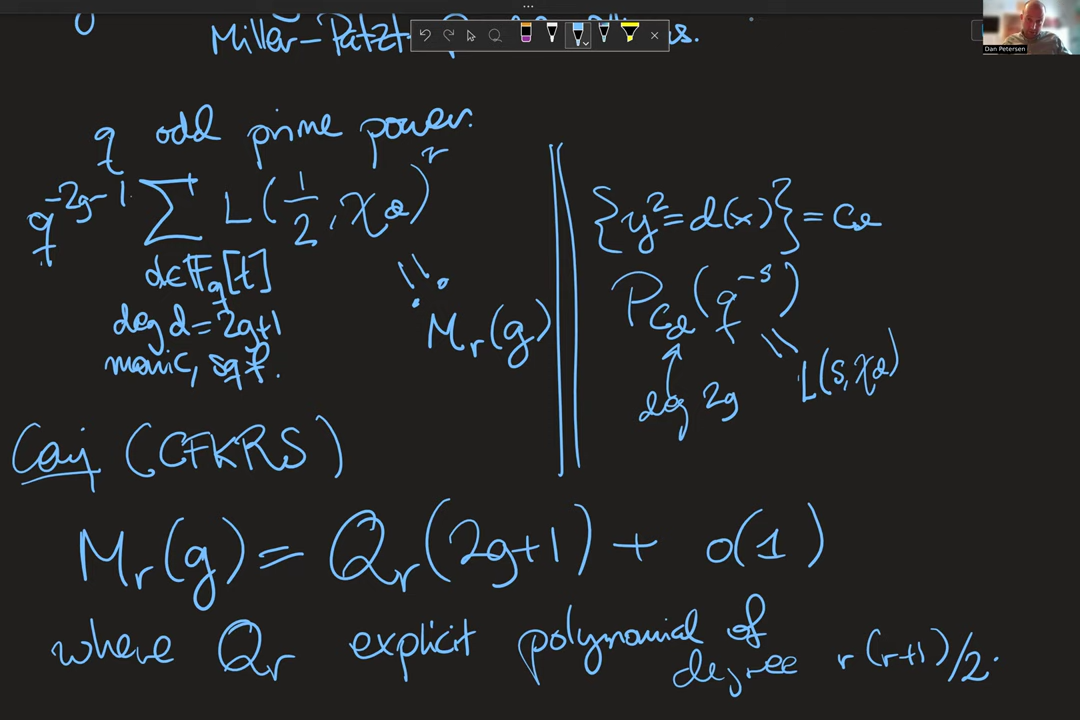 Miller-Patzt-
s.
Dan Petersen
q odd prime power.
q^{-2g-1} ∑ L(1/2, χ_d)^r
d∈F_q[t]
deg d = 2g+1
monic, sqf.
=: M_r(g)
{y²=d(x)} = C_d
P_{C_d}(q^{-s})
= L(s, χ_d)
deg 2g
Conj (CFKRS)
M_r(g) = Q_r(2g+1) + o(1)
where Q_r explicit polynomial of
degree r(r+1)/2.